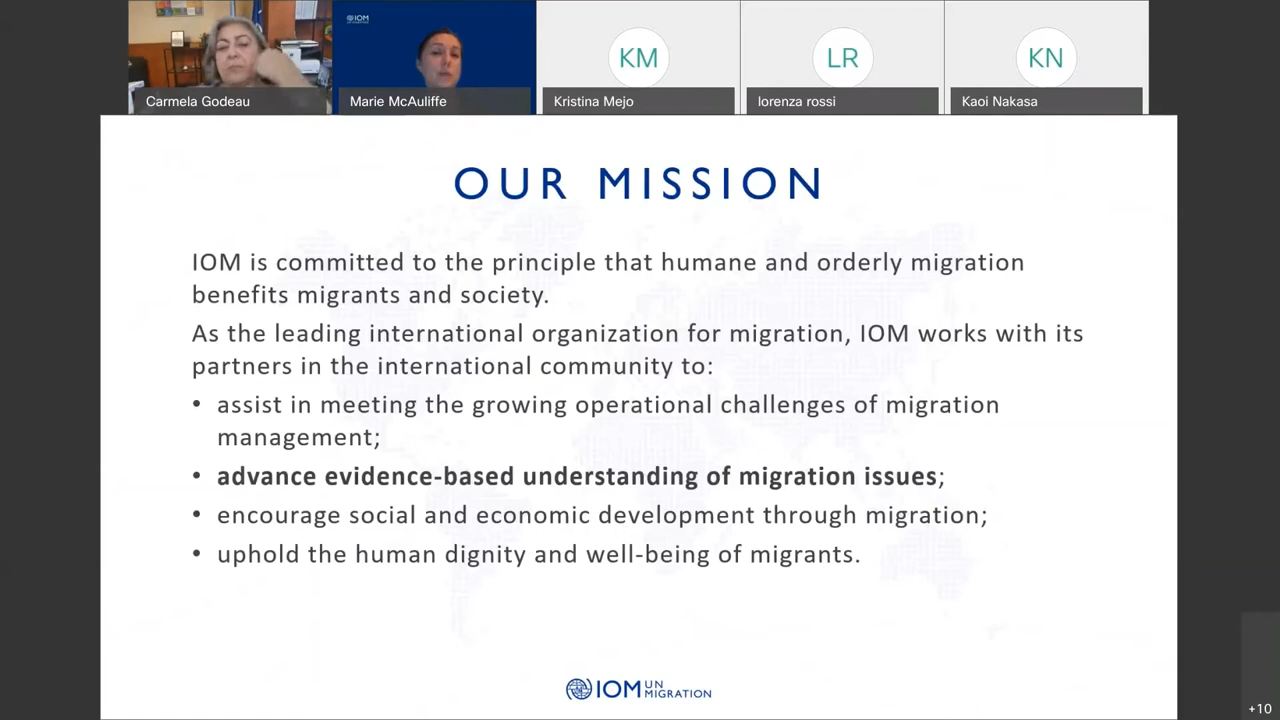 IOM
Carmela Godeau
Marie McAuliffe
KM
Kristina Mejo
LR
lorenza rossi
KN
Kaoi Nakasa
OUR MISSION
IOM is committed to the principle that humane and orderly migration
benefits migrants and society.
As the leading international organization for migration, IOM works with its
partners in the international community to:
• assist in meeting the growing operational challenges of migration
management;
• advance evidence-based understanding of migration issues;
• encourage social and economic development through migration;
• uphold the human dignity and well-being of migrants.
IOM UN
MIGRATION
+10